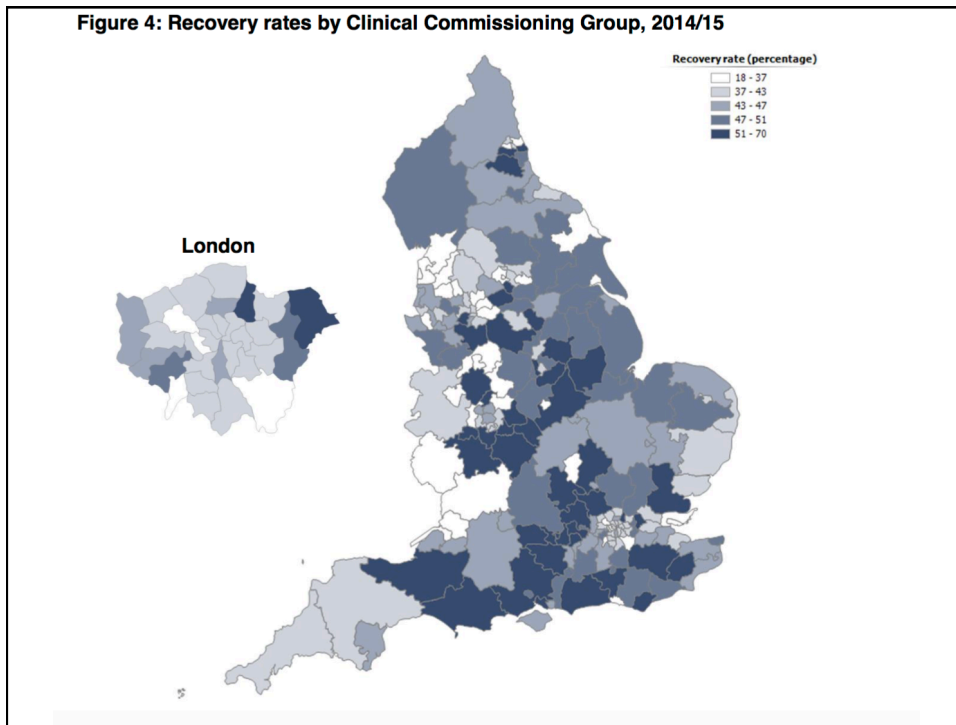 Figure 4: Recovery rates by Clinical Commissioning Group, 2014/15
Recovery rate (percentage)
18 - 37
37 - 43
43 - 47
47 - 51
51 - 70
London